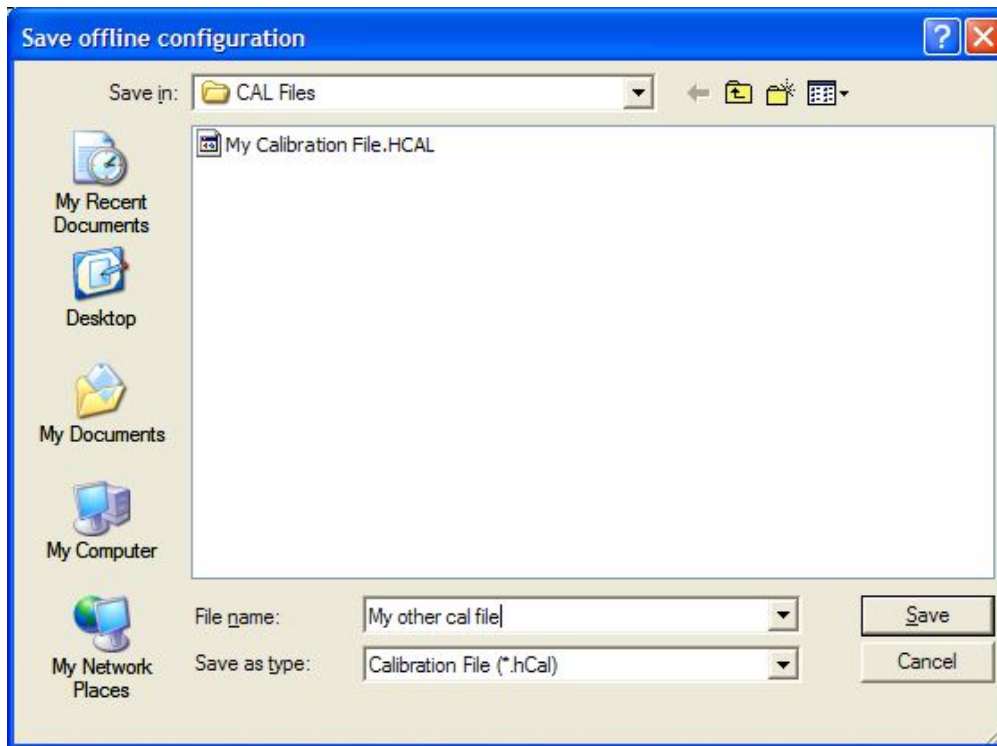 Save offline configuration
Save in:
CAL Files
My Calibration File.HCAL
My Recent
Documents
Desktop
My Documents
My Computer
My Network
Places
File name:
My other cal file
Save
Save as type:
Calibration File (*.hCal)
Cancel